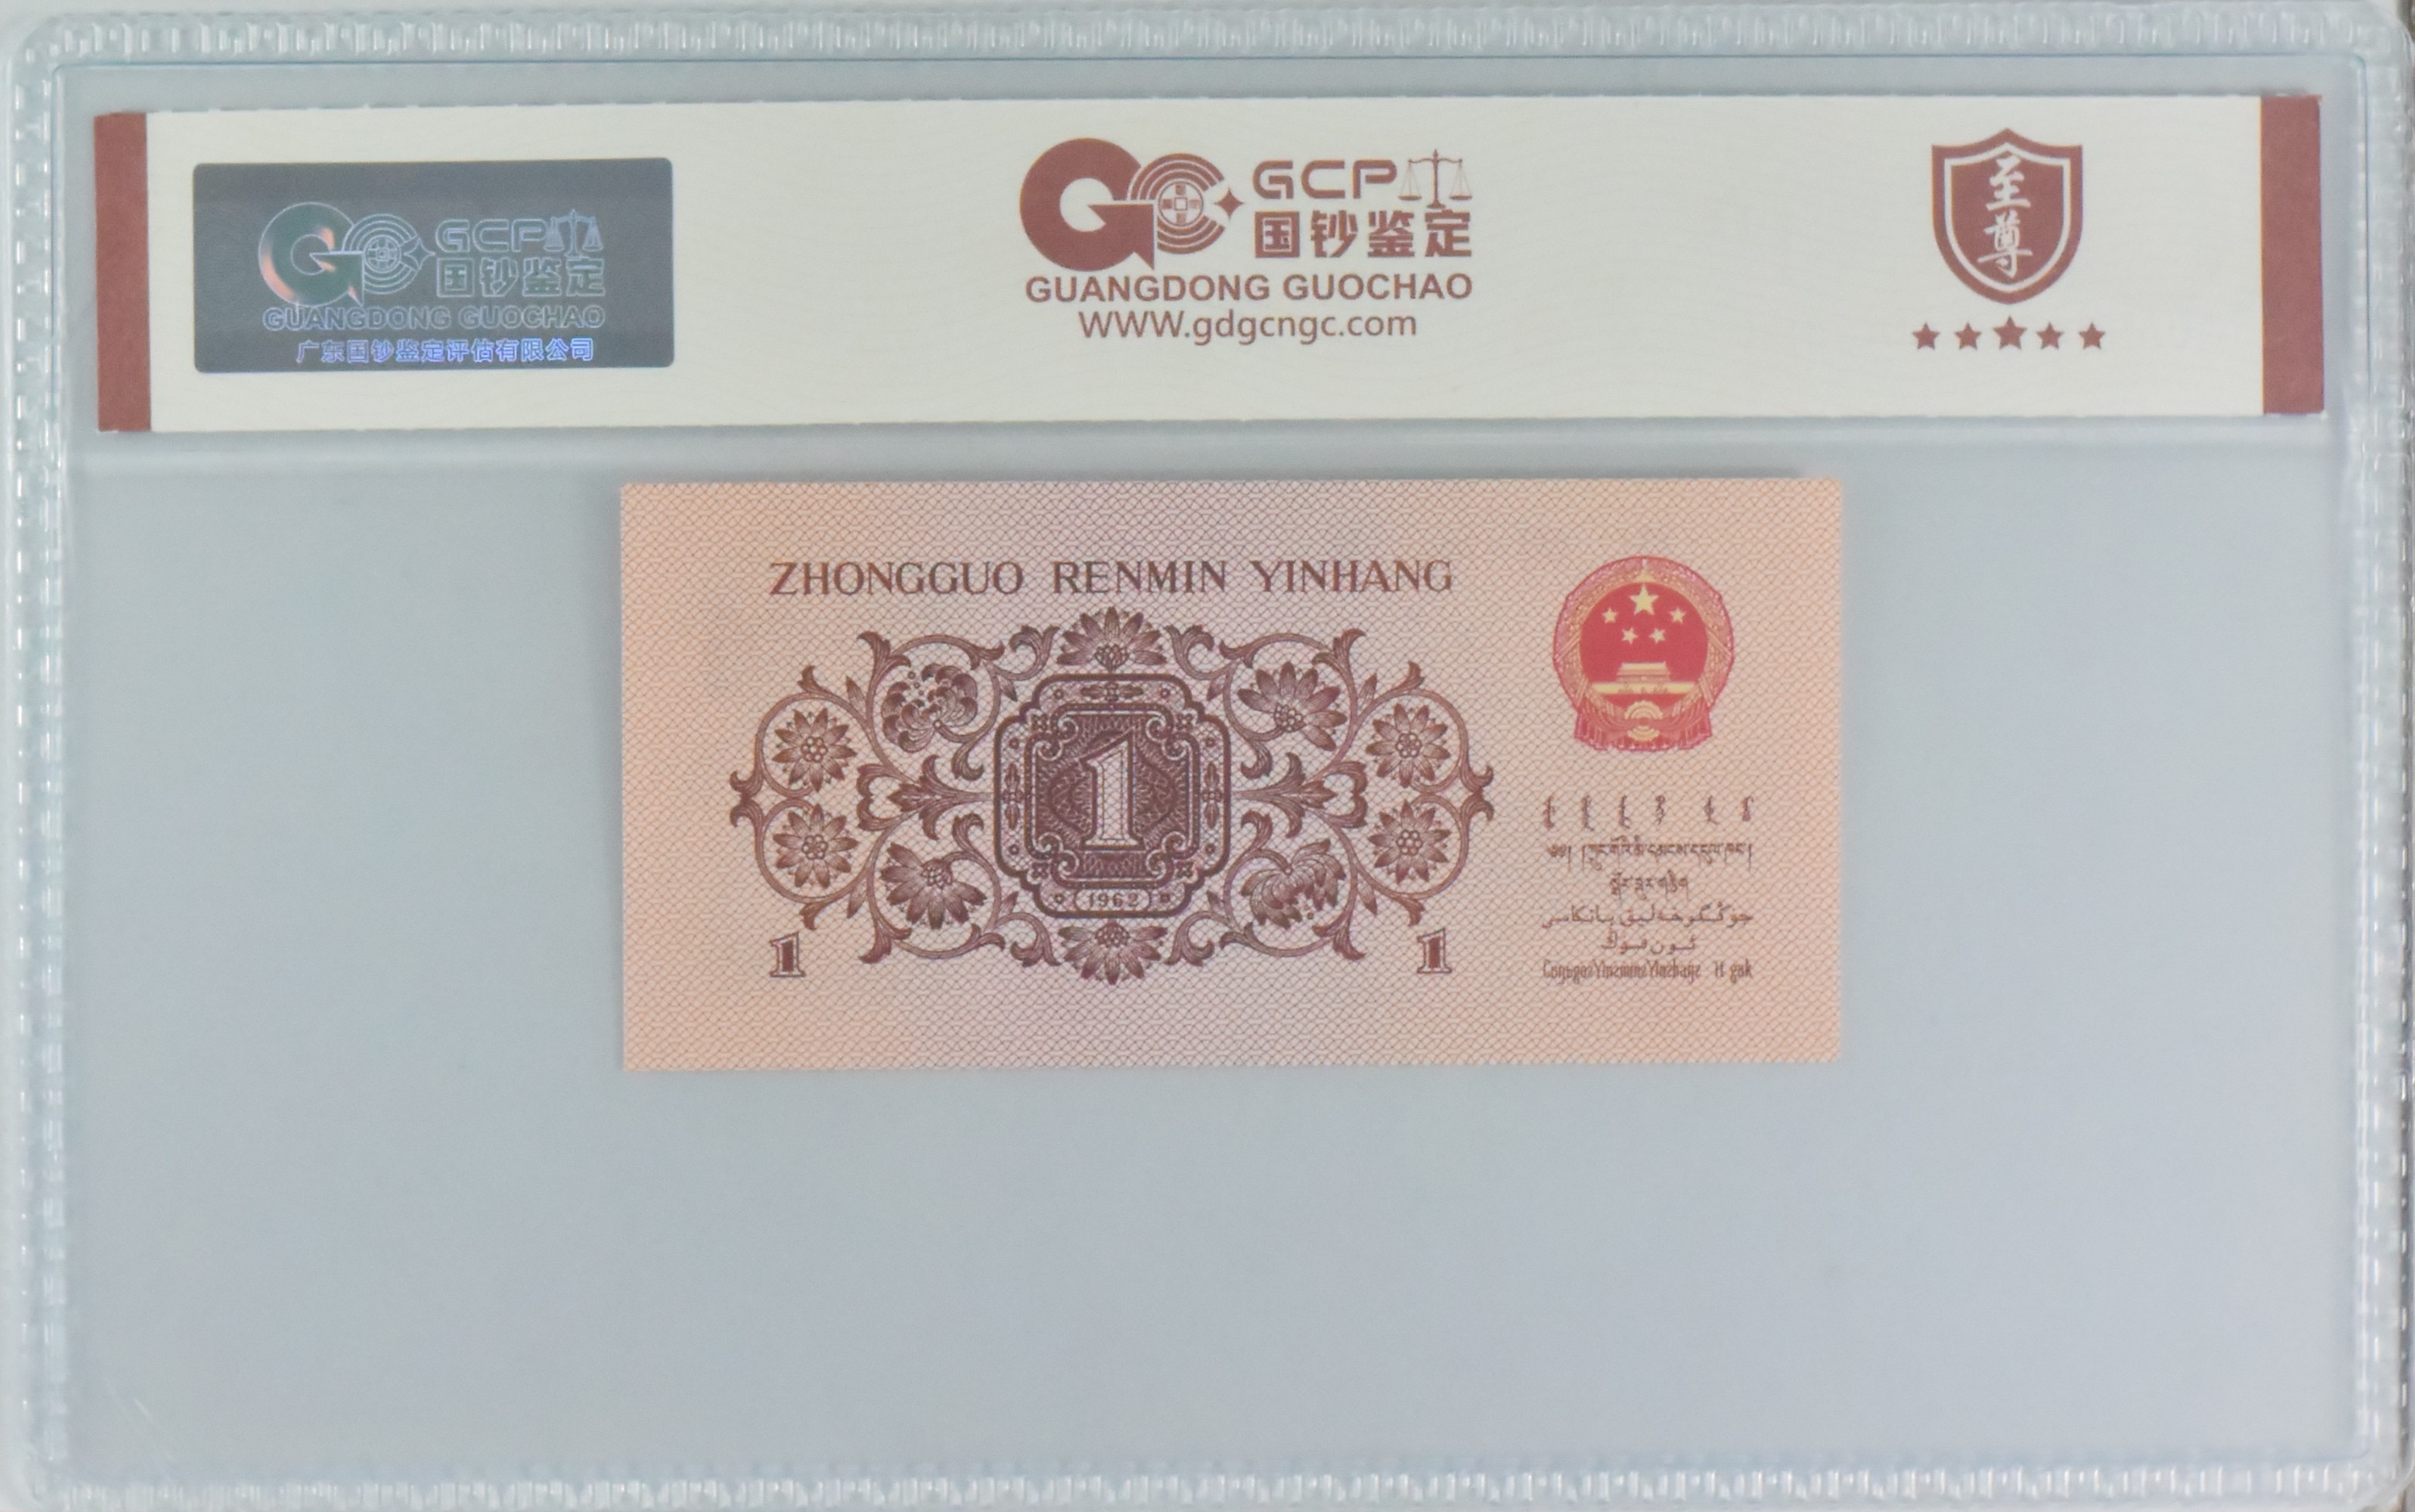 GCP
国钞鉴定
GUANGDONG GUOCHAO
广东国钞鉴定评估有限公司
GCP
国钞鉴定
GUANGDONG GUOCHAO
WWW.gdgcngc.com
至尊
ZHONGGUO RENMIN YINHANG
1
1962
1 1
جۇڭگوخەلىق بانكاسى